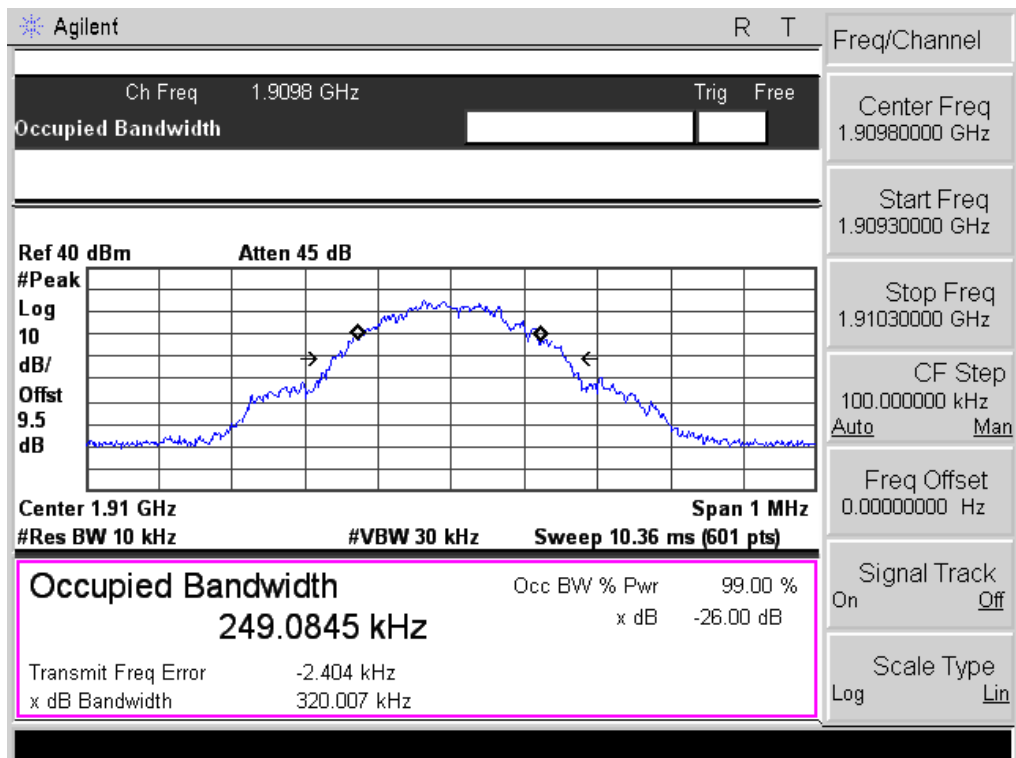 Agilent R T
Ch Freq 1.9098 GHz Trig Free
Occupied Bandwidth
Ref 40 dBm Atten 45 dB
#Peak
Log
10
dB/
Offst
9.5
dB
Center 1.91 GHz Span 1 MHz
#Res BW 10 kHz #VBW 30 kHz Sweep 10.36 ms (601 pts)
Occupied Bandwidth
249.0845 kHz
Occ BW % Pwr 99.00 %
x dB -26.00 dB
Transmit Freq Error -2.404 kHz
x dB Bandwidth 320.007 kHz
Freq/Channel
Center Freq
1.90980000 GHz
Start Freq
1.90930000 GHz
Stop Freq
1.91030000 GHz
CF Step
100.000000 kHz
Auto Man
Freq Offset
0.00000000 Hz
Signal Track
On Off
Scale Type
Log Lin